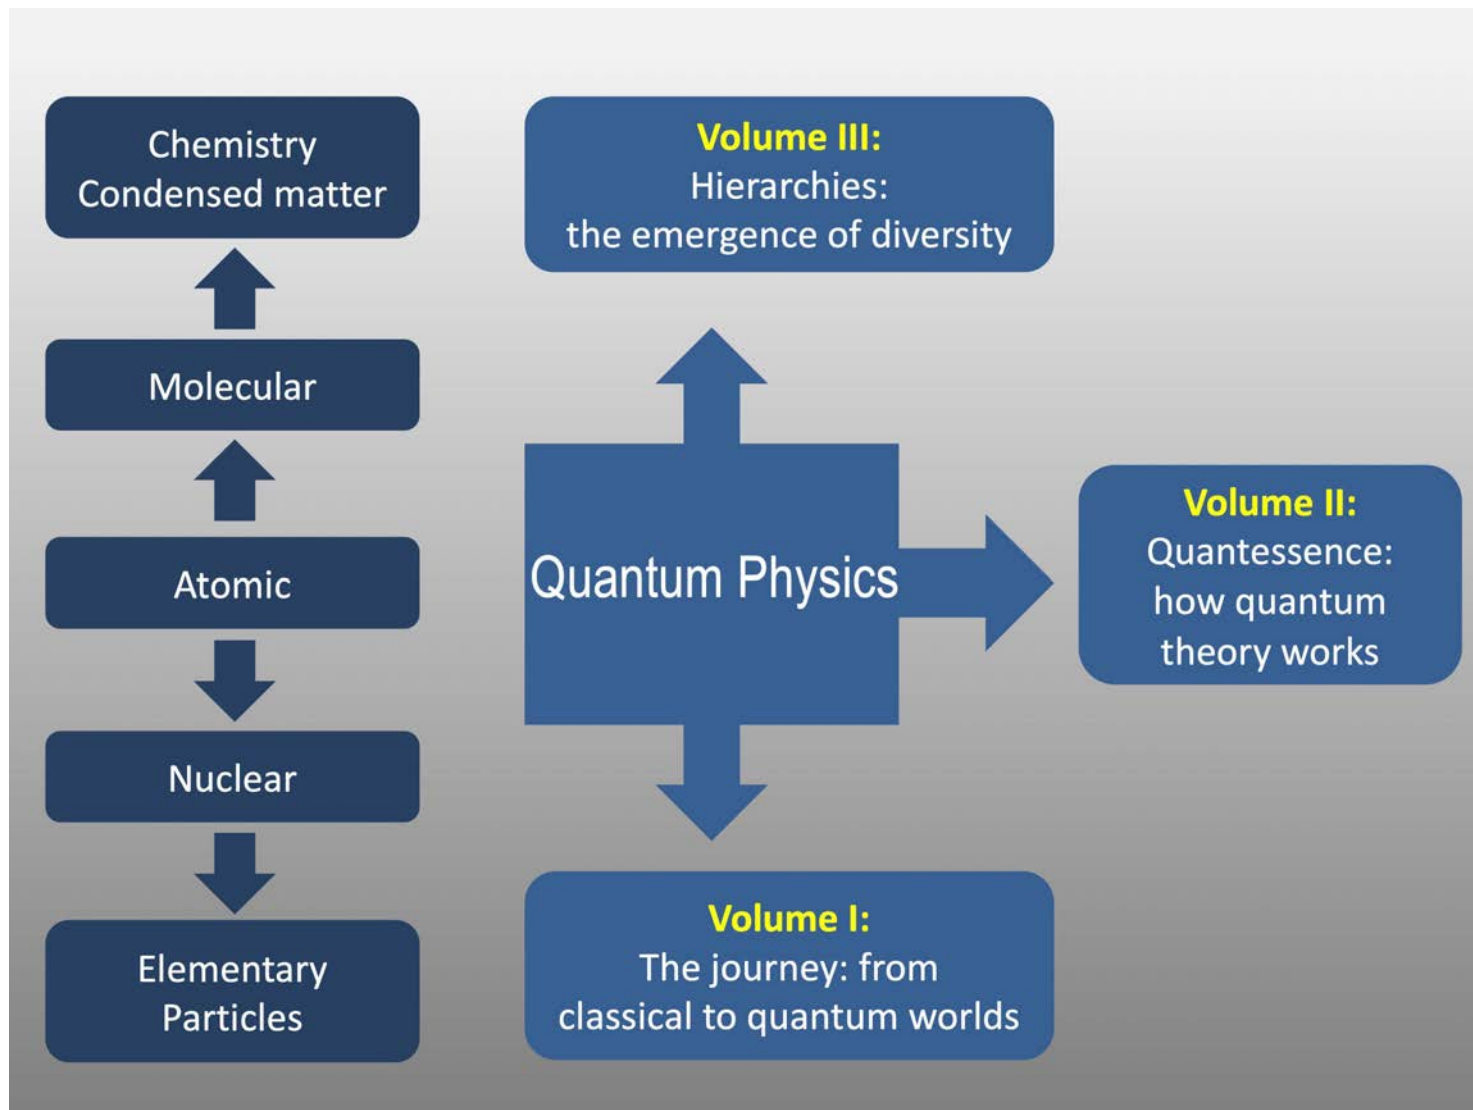 Chemistry
Condensed matter
Molecular
Atomic
Nuclear
Elementary
Particles
Volume III:
Hierarchies:
the emergence of diversity
Quantum Physics
Volume II:
Quantessence:
how quantum
theory works
Volume I:
The journey: from
classical to quantum worlds